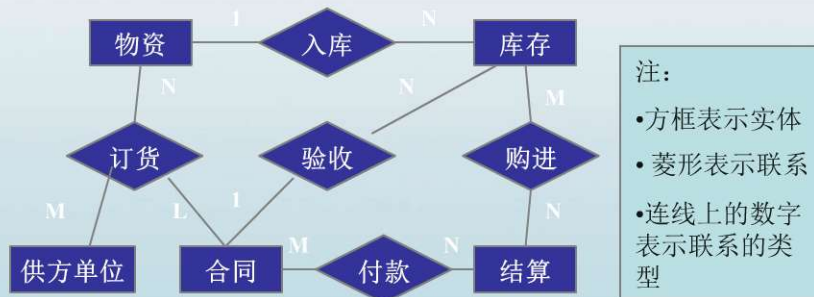 物资 1 入库 N 库存
N N M
订货 验收 购进
M L 1 N
供方单位 合同 M 付款 N 结算
注：
•方框表示实体
• 菱形表示联系
•连线上的数字
表示联系的类
型